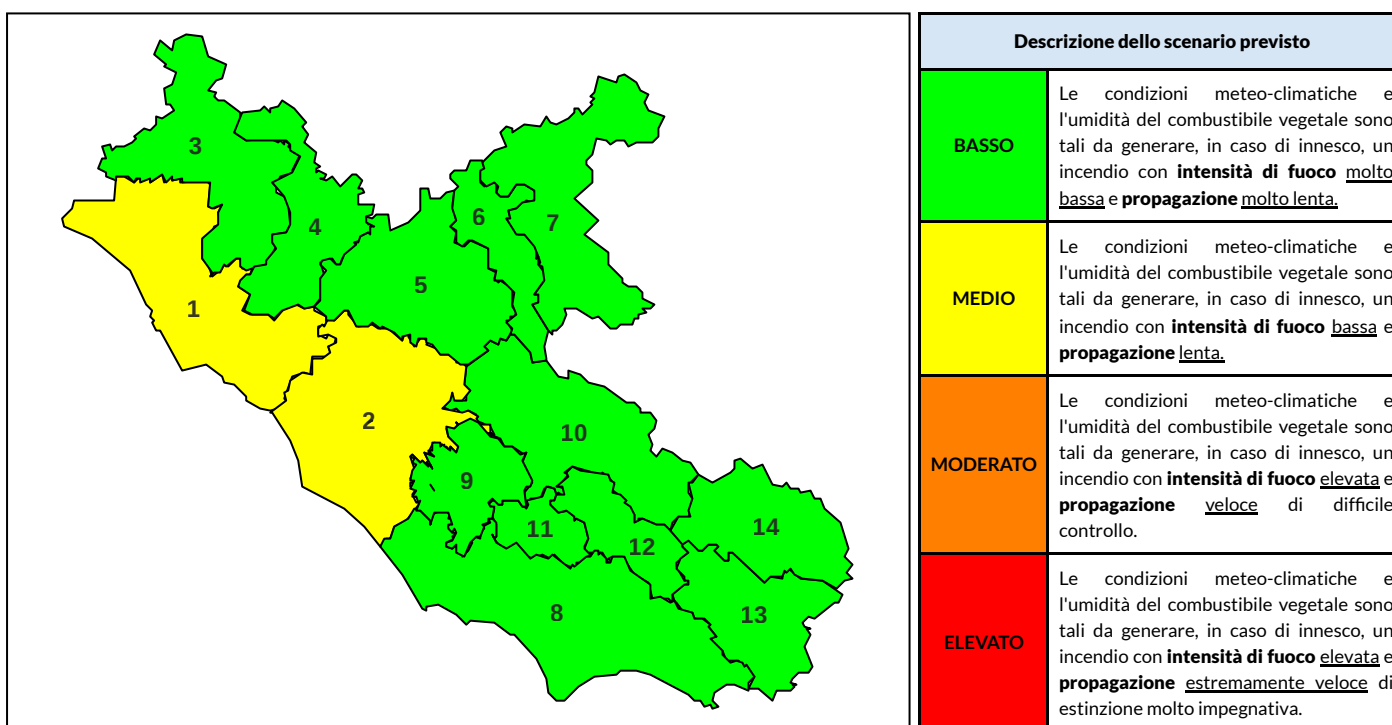 3
4
6
7
5
1
2
10
9
11
14
12
8
13
Descrizione dello scenario previsto
BASSO
Le condizioni meteo-climatiche e
l'umidità del combustibile vegetale sono
tali da generare, in caso di innesco, un
incendio con intensità di fuoco molto
bassa e propagazione molto lenta.
MEDIO
Le condizioni meteo-climatiche e
l'umidità del combustibile vegetale sono
tali da generare, in caso di innesco, un
incendio con intensità di fuoco bassa e
propagazione lenta.
MODERATO
Le condizioni meteo-climatiche e
l'umidità del combustibile vegetale sono
tali da generare, in caso di innesco, un
incendio con intensità di fuoco elevata e
propagazione veloce di difficile
controllo.
ELEVATO
Le condizioni meteo-climatiche e
l'umidità del combustibile vegetale sono
tali da generare, in caso di innesco, un
incendio con intensità di fuoco elevata e
propagazione estremamente veloce di
estinzione molto impegnativa.